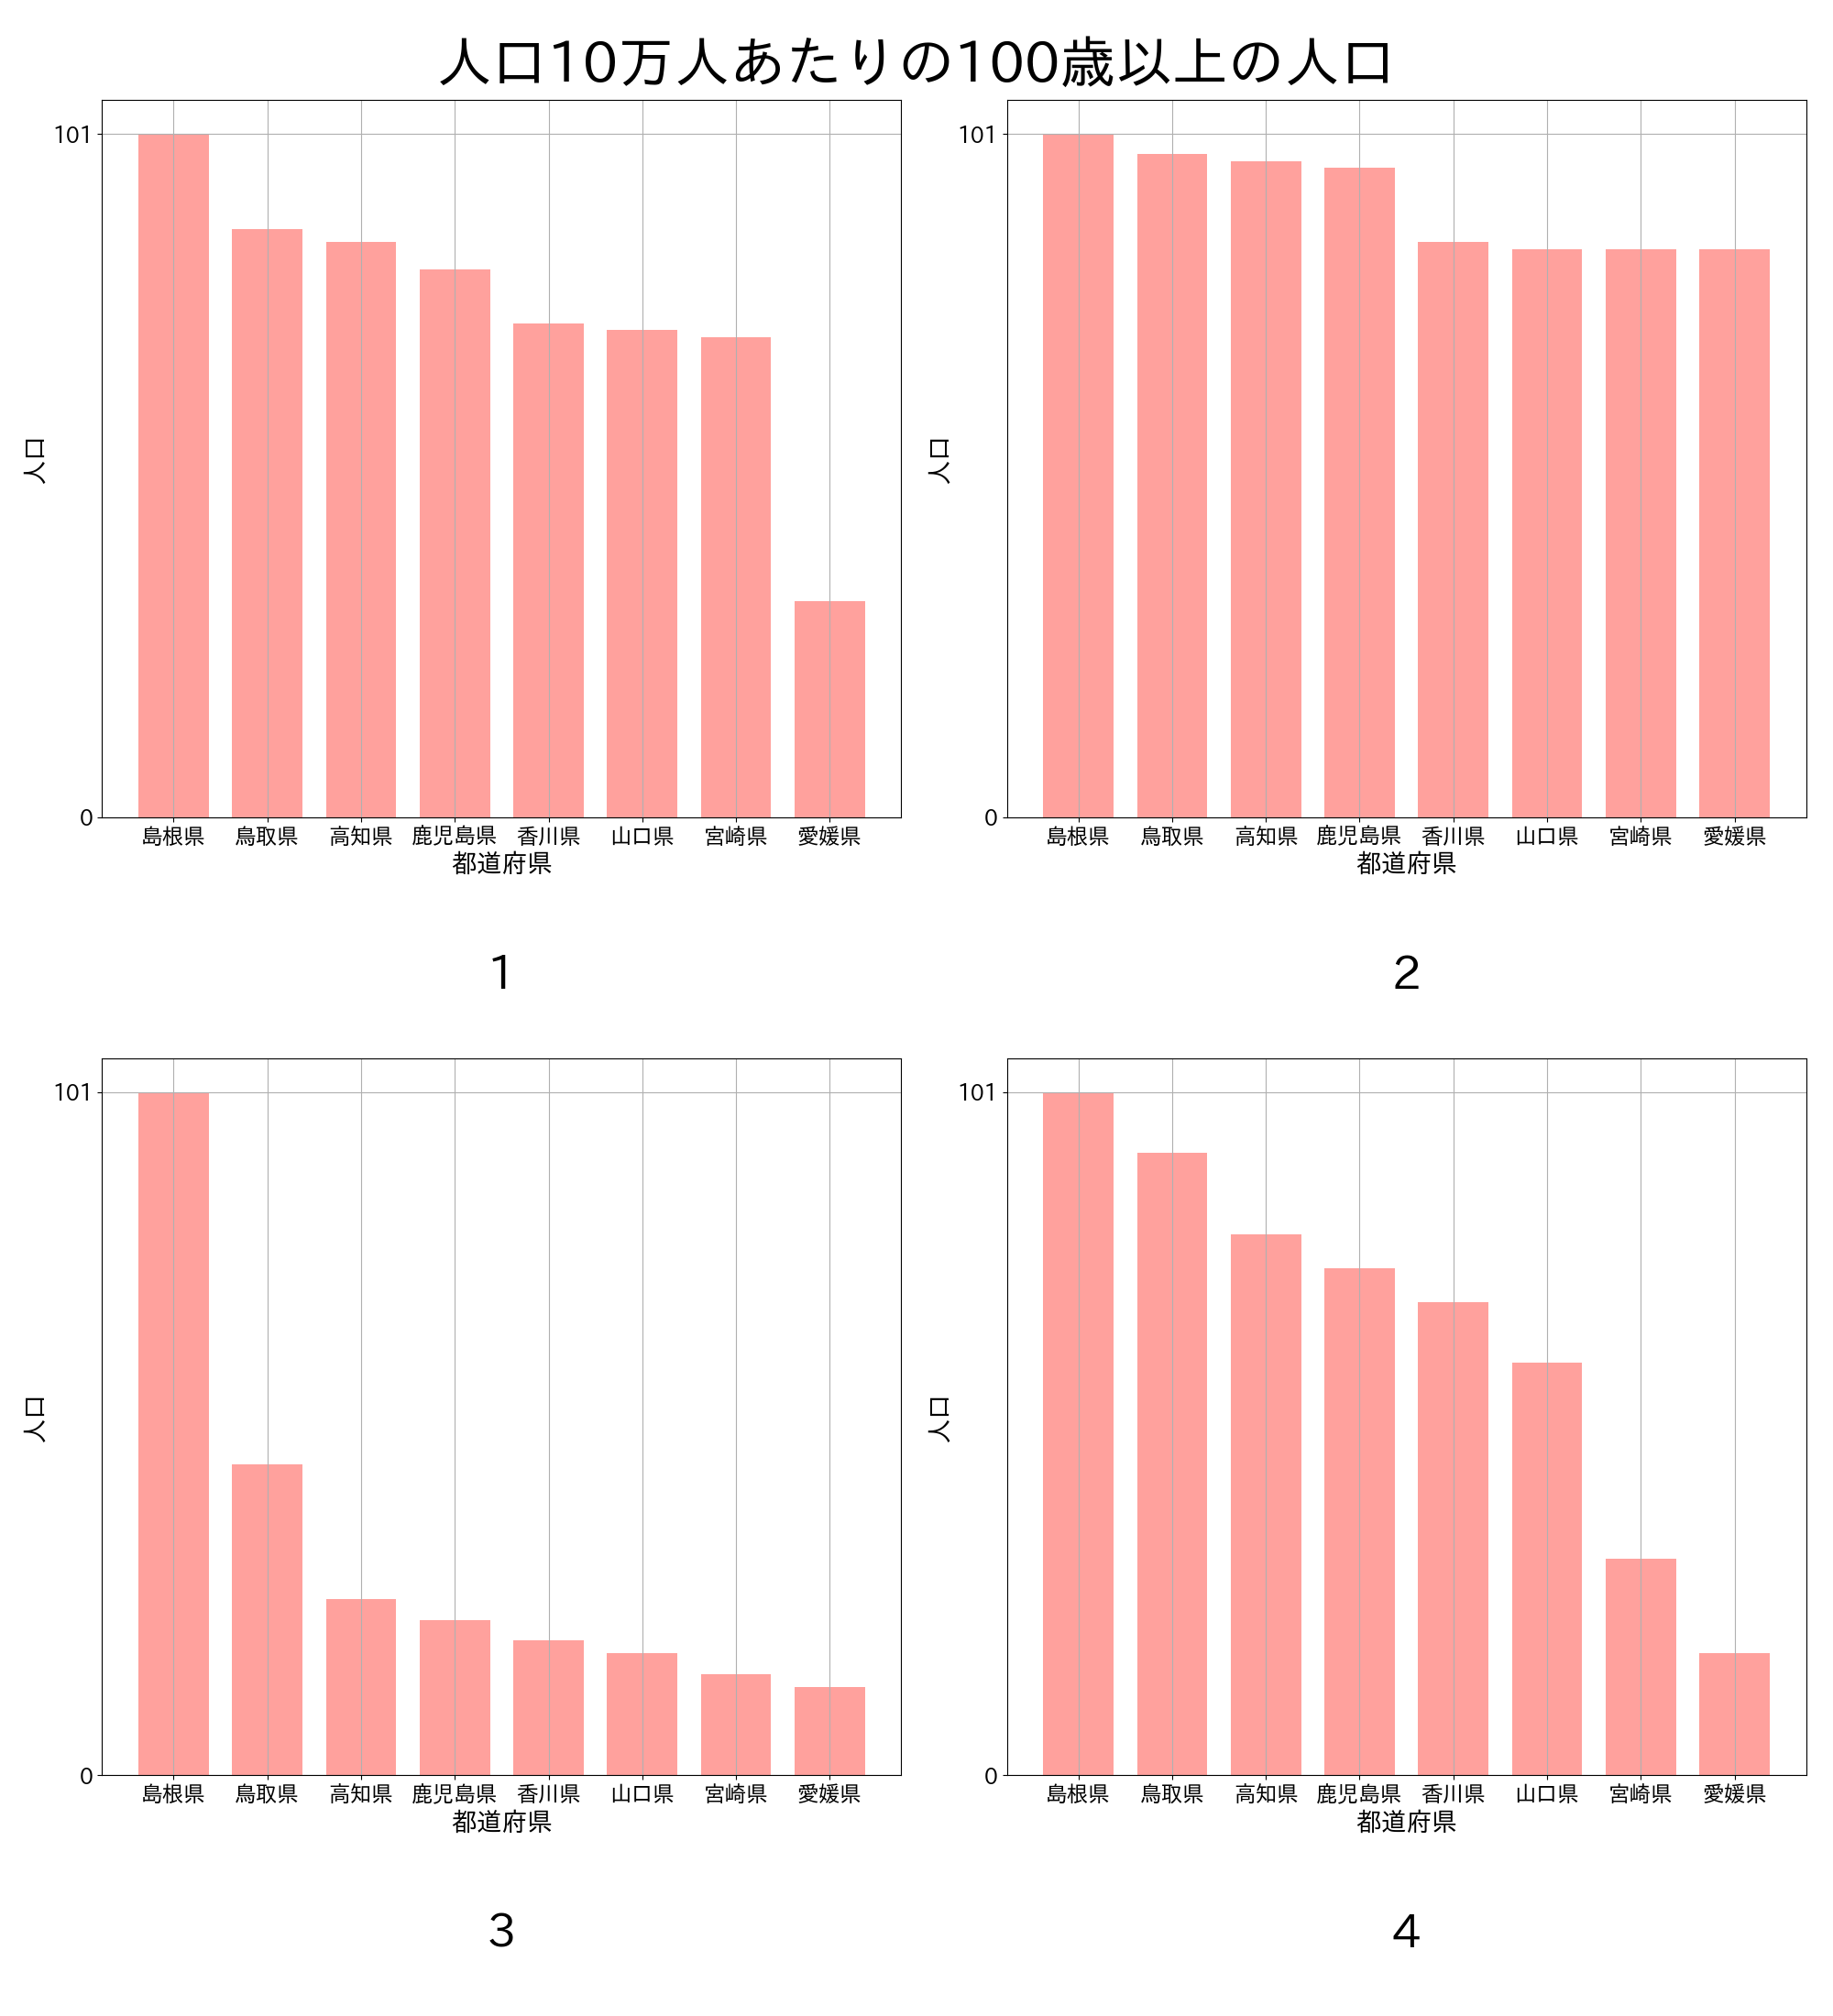 人口10万人あたりの100歳以上の人口
101
0
人口
島根県 鳥取県 高知県 鹿児島県 香川県 山口県 宮崎県 愛媛県
都道府県
1
101
0
人口
島根県 鳥取県 高知県 鹿児島県 香川県 山口県 宮崎県 愛媛県
都道府県
2
101
0
人口
島根県 鳥取県 高知県 鹿児島県 香川県 山口県 宮崎県 愛媛県
都道府県
3
101
0
人口
島根県 鳥取県 高知県 鹿児島県 香川県 山口県 宮崎県 愛媛県
都道府県
4